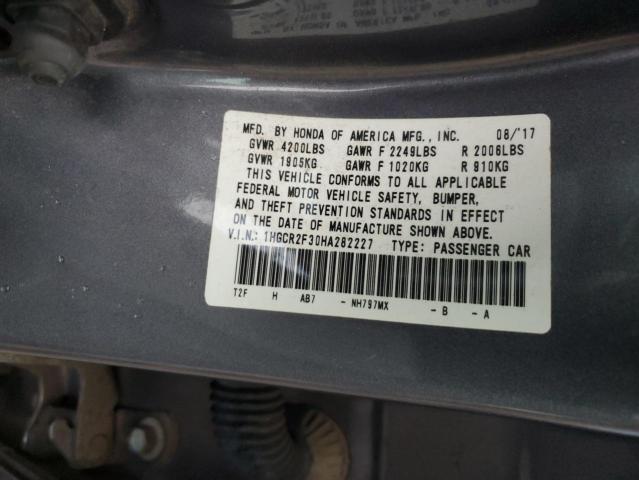 MFD. BY HONDA OF AMERICA MFG., INC. 08/'17
GVWR 4200LBS GAWR F 2249LBS R 2006LBS
GVWR 1905KG GAWR F 1020KG R 910KG
THIS VEHICLE CONFORMS TO ALL APPLICABLE
FEDERAL MOTOR VEHICLE SAFETY, BUMPER,
AND THEFT PREVENTION STANDARDS IN EFFECT
ON THE DATE OF MANUFACTURE SHOWN ABOVE.
V.I.N.: 1HGCR2F30HA282227 TYPE: PASSENGER CAR
T2F H AB7 - NH797MX - B - A